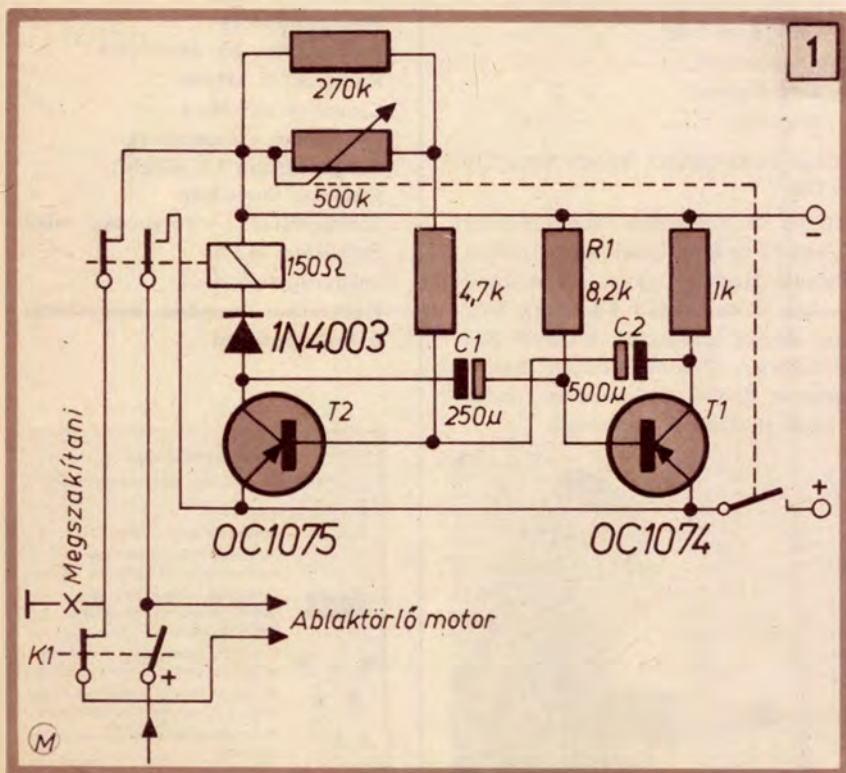 1
270k
500k
150Ω
4,7k
R1
8,2k
1k
1N4003
C1
250µ
C2
500µ
T2
T1
−
+
OC1075
OC1074
Megszakítani
Ablaktörlő motor
K1
+
M